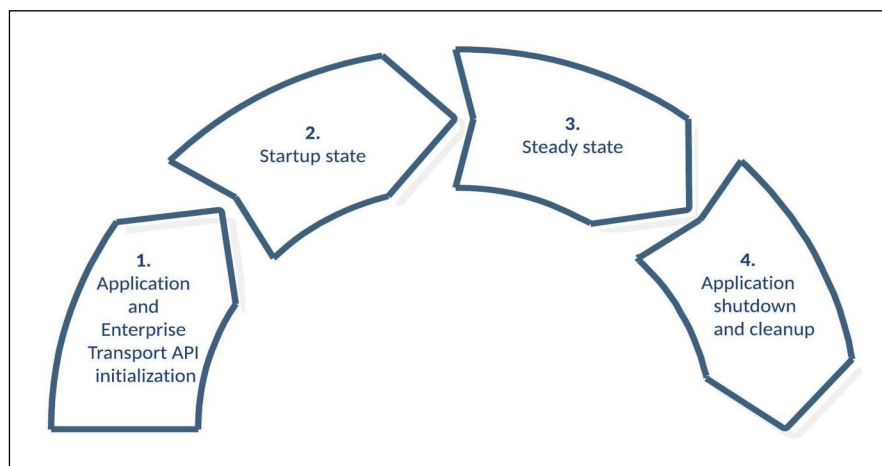 1.
Application
and
Enterprise
Transport API
initialization
2.
Startup state
3.
Steady state
4.
Application
shutdown
and cleanup